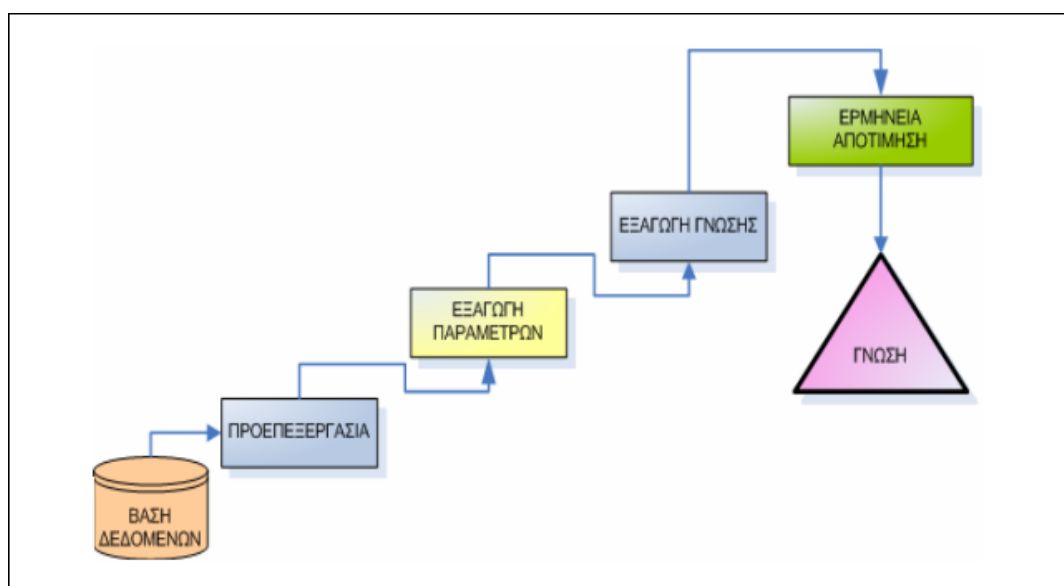 ΒΑΣΗ
ΔΕΔΟΜΕΝΩΝ
ΠΡΟΕΠΕΞΕΡΓΑΣΙΑ
ΕΞΑΓΩΓΗ
ΠΑΡΑΜΕΤΡΩΝ
ΕΞΑΓΩΓΗ ΓΝΩΣΗΣ
ΕΡΜΗΝΕΙΑ
ΑΠΟΤΙΜΗΣΗ
ΓΝΩΣΗ